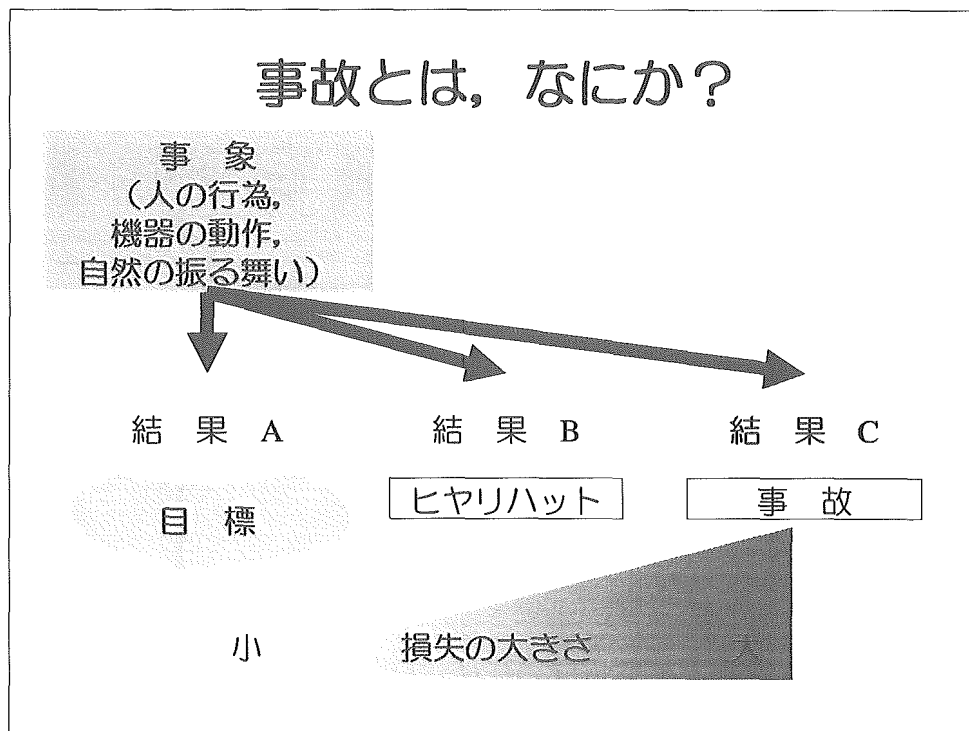 事故とは，なにか？
事　象
（人の行為，
機器の動作，
自然の振る舞い）
結　果　A　　結　果　B　　結　果　C
目　標　　ヒヤリハット　　事　故
小　　損失の大きさ　　大